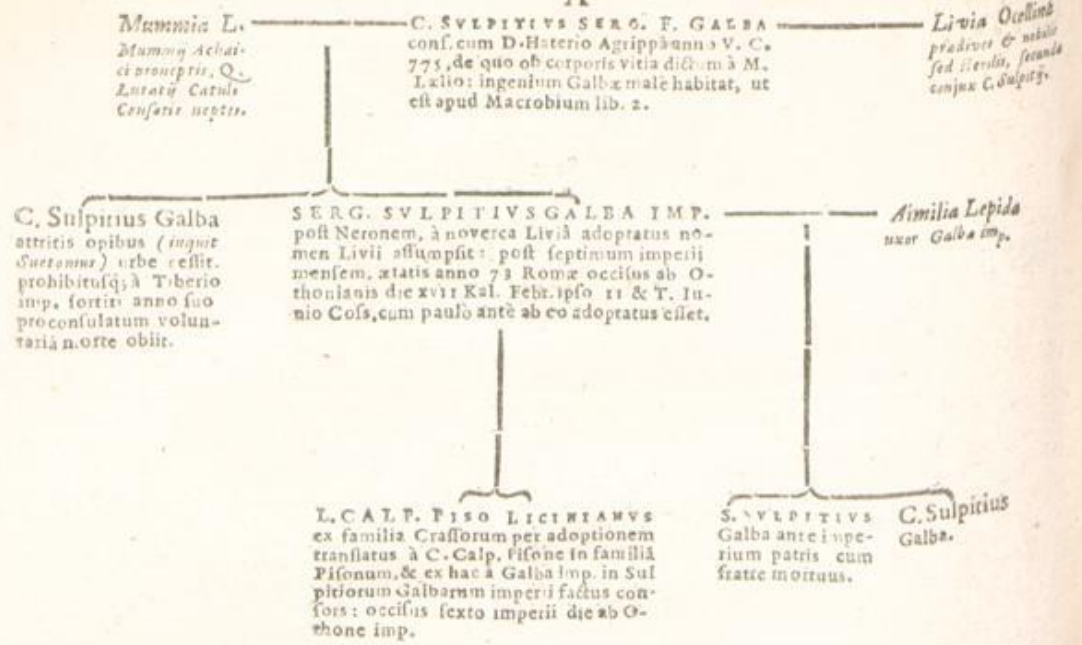 Mummia L.
Mummij Achai-
ci proneptis, Q.
Lutatij Catuli
Consaris neptis.
C. SVLPITIVS SERG. F. GALBA
conſ. cum D. Haterio Agrippa anno V. C.
775, de quo ob corporis vitia dictum à M.
Lælio: ingenium Galbæ malè habitat, ut
eſt apud Macrobium lib. 2.
Livia Ocellina
prædives & nobilis
ſed ſterilis, ſecunda
conjux C. Sulpitij.
C. Sulpitius Galba
attritis opibus (inquit
Suetonius) urbe ceſſit.
prohibituſq; à Tiberio
imp. ſortiri anno ſuo
proconſulatum volun-
tariâ morte obiit.
SERG. SVLPITIVS GALBA IMP.
poſt Neronem, à noverca Liviâ adoptatus no-
men Livii aſſumpſit: poſt ſeptimum imperii
menſem, ætatis anno 73 Romæ occiſus ab O-
thonianis die XVII Kal. Febr. ipſo II & T. Iu-
nio Coſſ, cum paulò antè ab eo adoptatus eſſet.
Aimilia Lepida
uxor Galba imp.
L. CALP. PISO LICINIANVS
ex familia Craſſorum per adoptionem
tranſlatus à C. Calp. Piſone in familiâ
Piſonum, & ex hac à Galba imp. in Sul
pitiorum Galbarum imperii factus con-
ſors: occiſus ſexto imperii die ab O-
thone imp.
S. SVLPITIVS
Galba ante impe-
rium patris cum
fratre mortuus.
C. Sulpitius
Galba.